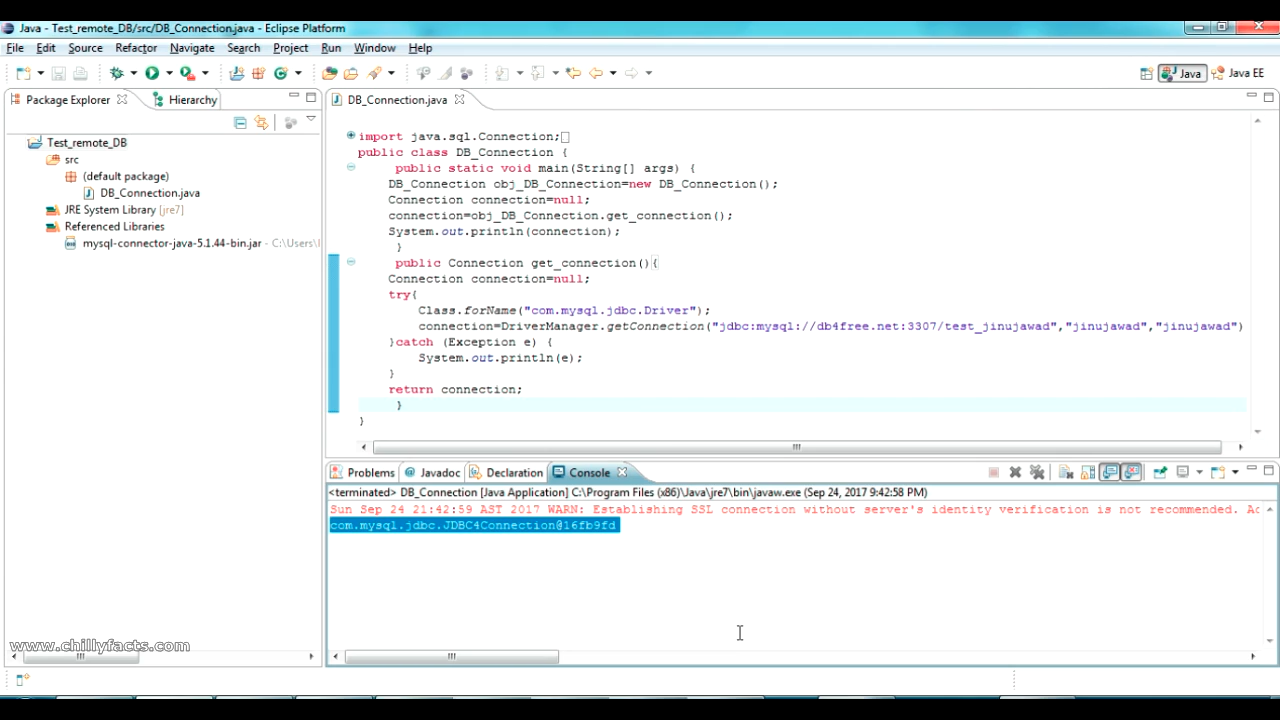 Java - Test_remote_DB/src/DB_Connection.java - Eclipse Platform
File Edit Source Refactor Navigate Search Project Run Window Help
Java Java EE
Package Explorer Hierarchy
Test_remote_DB
src
(default package)
DB_Connection.java
JRE System Library [jre7]
Referenced Libraries
mysql-connector-java-5.1.44-bin.jar - C:\Users\
DB_Connection.java
import java.sql.Connection;
public class DB_Connection {
public static void main(String[] args) {
DB_Connection obj_DB_Connection=new DB_Connection();
Connection connection=null;
connection=obj_DB_Connection.get_connection();
System.out.println(connection);
}
public Connection get_connection(){
Connection connection=null;
try{
Class.forName("com.mysql.jdbc.Driver");
connection=DriverManager.getConnection("jdbc:mysql://db4free.net:3307/test_jinujawad","jinujawad","jinujawad")
}catch (Exception e) {
System.out.println(e);
}
return connection;
}
}
Problems Javadoc Declaration Console
<terminated> DB_Connection [Java Application] C:\Program Files (x86)\Java\jre7\bin\javaw.exe (Sep 24, 2017 9:42:58 PM)
Sun Sep 24 21:42:59 AST 2017 WARN: Establishing SSL connection without server's identity verification is not recommended.
com.mysql.jdbc.JDBC4Connection@16fb9fd
www.chillyfacts.com